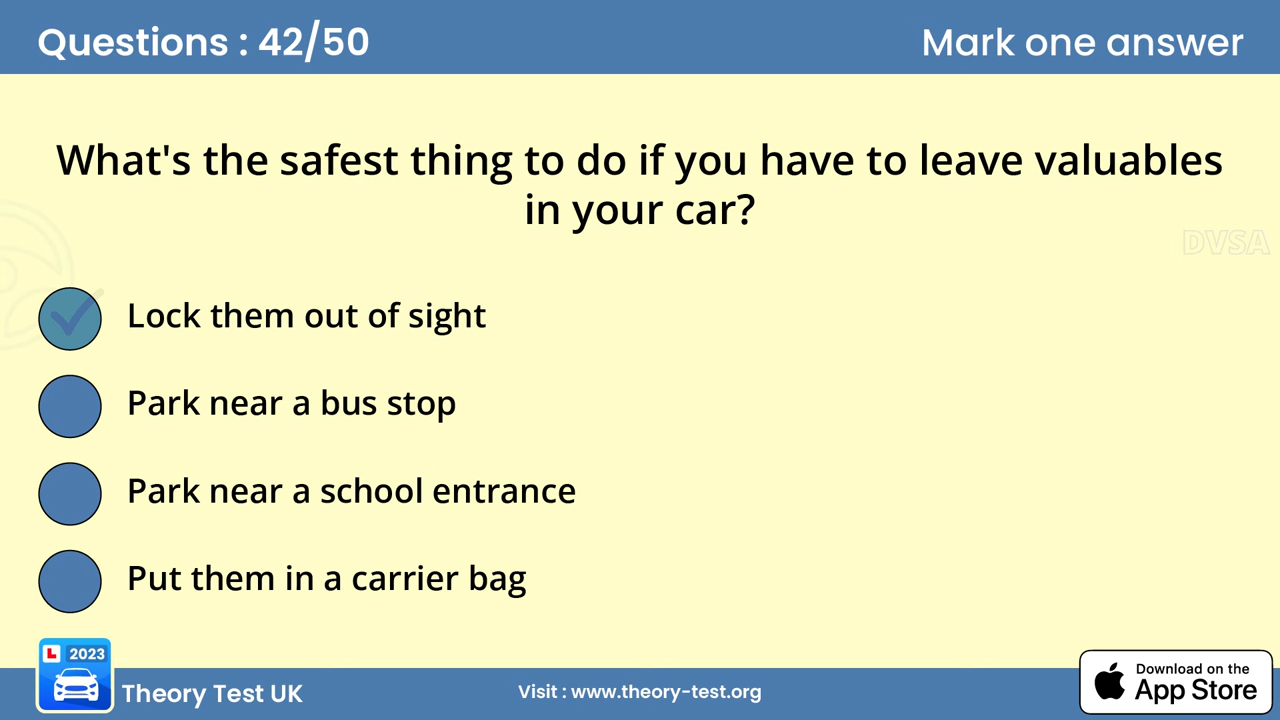 Questions : 42/50
Mark one answer
What's the safest thing to do if you have to leave valuables
in your car?
DVSA
Lock them out of sight
Park near a bus stop
Park near a school entrance
Put them in a carrier bag
L 2023
Theory Test UK
Visit : www.theory-test.org
Download on the
App Store